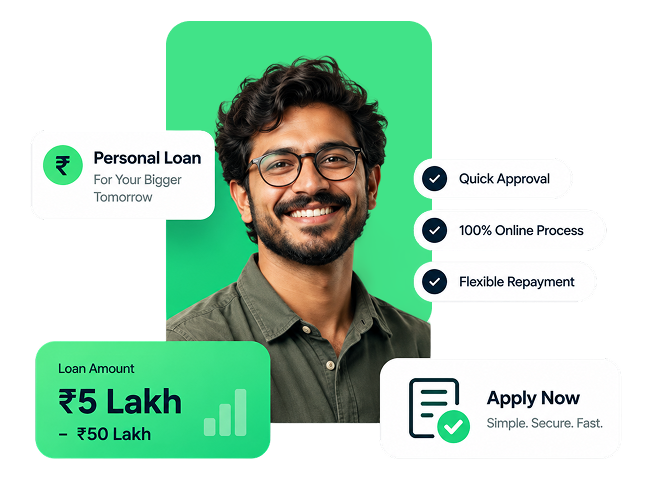 ₹
Personal Loan
For Your Bigger
Tomorrow
Quick Approval
100% Online Process
Flexible Repayment
Loan Amount
₹5 Lakh
– ₹50 Lakh
Apply Now
Simple. Secure. Fast.